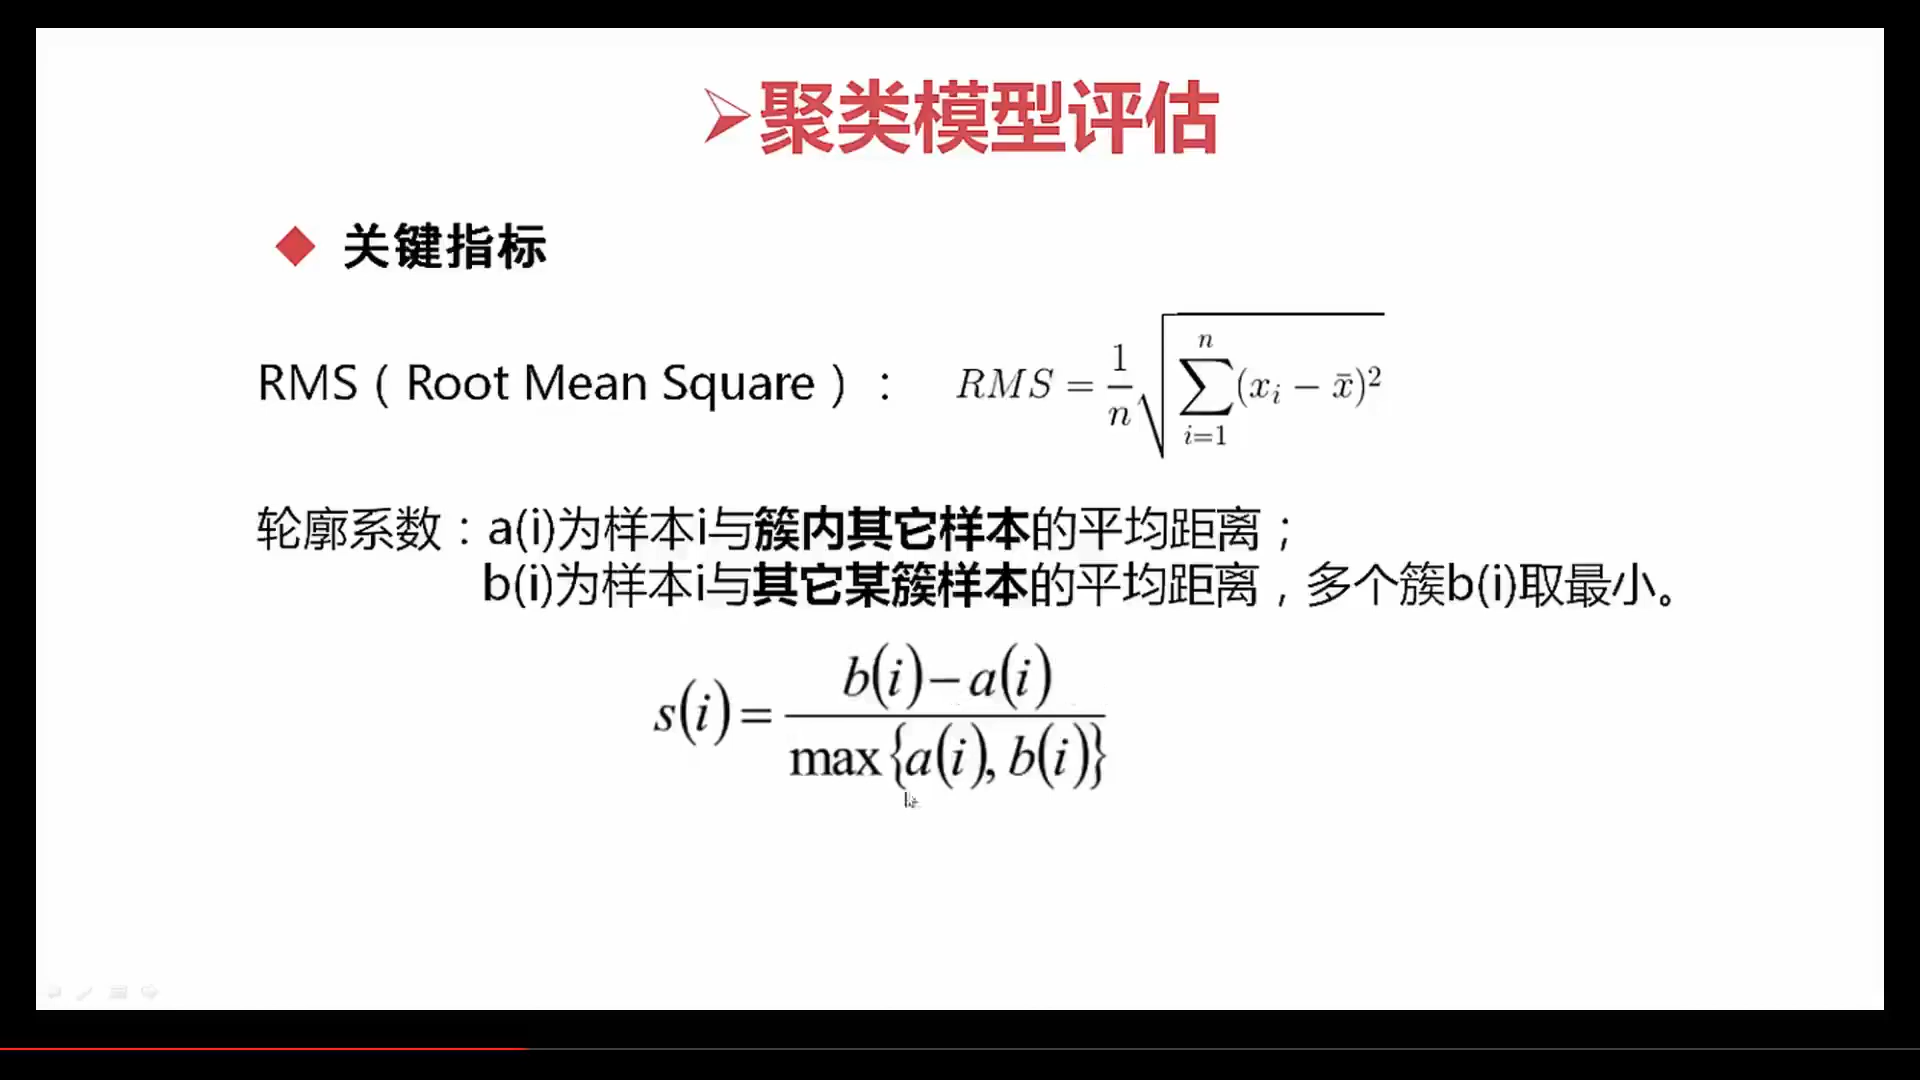 聚类模型评估
关键指标
RMS（Root Mean Square）： RMS = \frac{1}{n}\sqrt{\sum_{i=1}^{n}(x_i - \bar{x})^2}
轮廓系数：a(i)为样本i与簇内其它样本的平均距离；
b(i)为样本i与其它某簇样本的平均距离，多个簇b(i)取最小。
s(i) = \frac{b(i) - a(i)}{max{a(i), b(i)}}